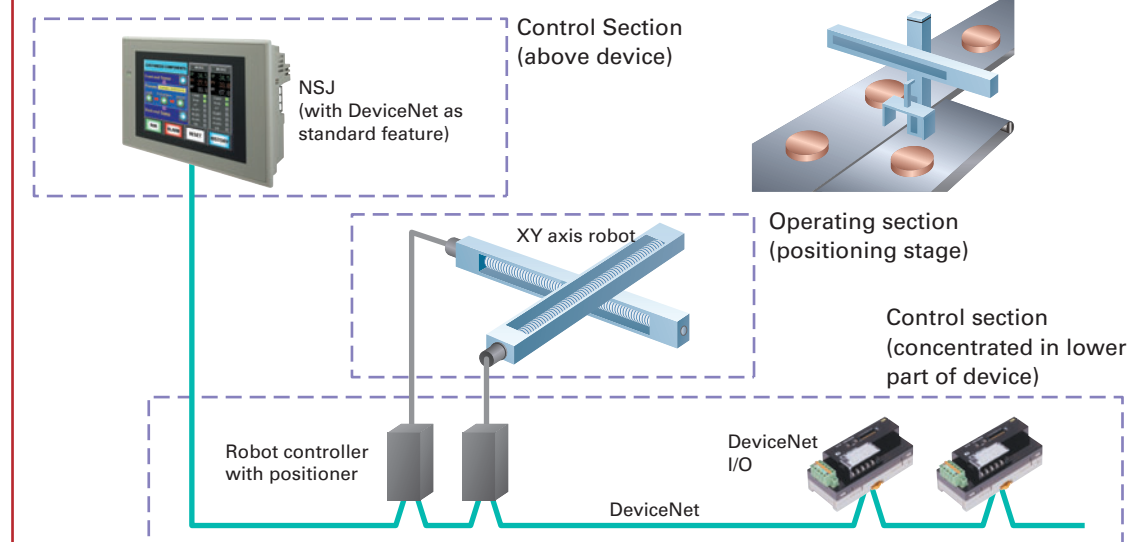 Control Section
(above device)
NSJ
(with DeviceNet as
standard feature)
RESET
XY axis robot
Operating section
(positioning stage)
Control section
(concentrated in lower
part of device)
Robot controller
with positioner
DeviceNet
I/O
DeviceNet